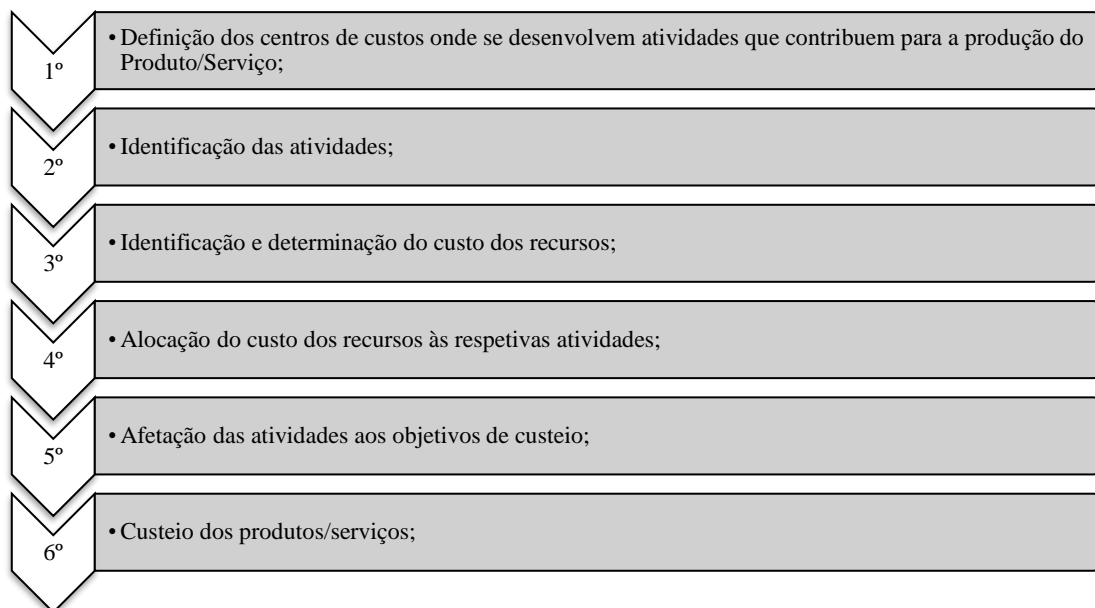 1º
• Definição dos centros de custos onde se desenvolvem atividades que contribuem para a produção do
Produto/Serviço;
2º
• Identificação das atividades;
3º
• Identificação e determinação do custo dos recursos;
4º
• Alocação do custo dos recursos às respetivas atividades;
5º
• Afetação das atividades aos objetivos de custeio;
6º
• Custeio dos produtos/serviços;